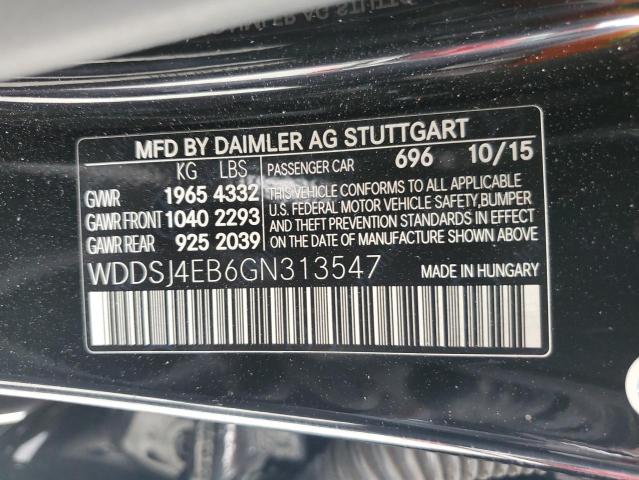 MFD BY DAIMLER AG STUTTGART
KG LBS PASSENGER CAR 696 10/15
GVWR 1965 4332 THIS VEHICLE CONFORMS TO ALL APPLICABLE
GAWR FRONT 1040 2293 U.S. FEDERAL MOTOR VEHICLE SAFETY,BUMPER
GAWR REAR 925 2039 AND THEFT PREVENTION STANDARDS IN EFFECT
ON THE DATE OF MANUFACTURE SHOWN ABOVE.
WDDSJ4EB6GN313547 MADE IN HUNGARY